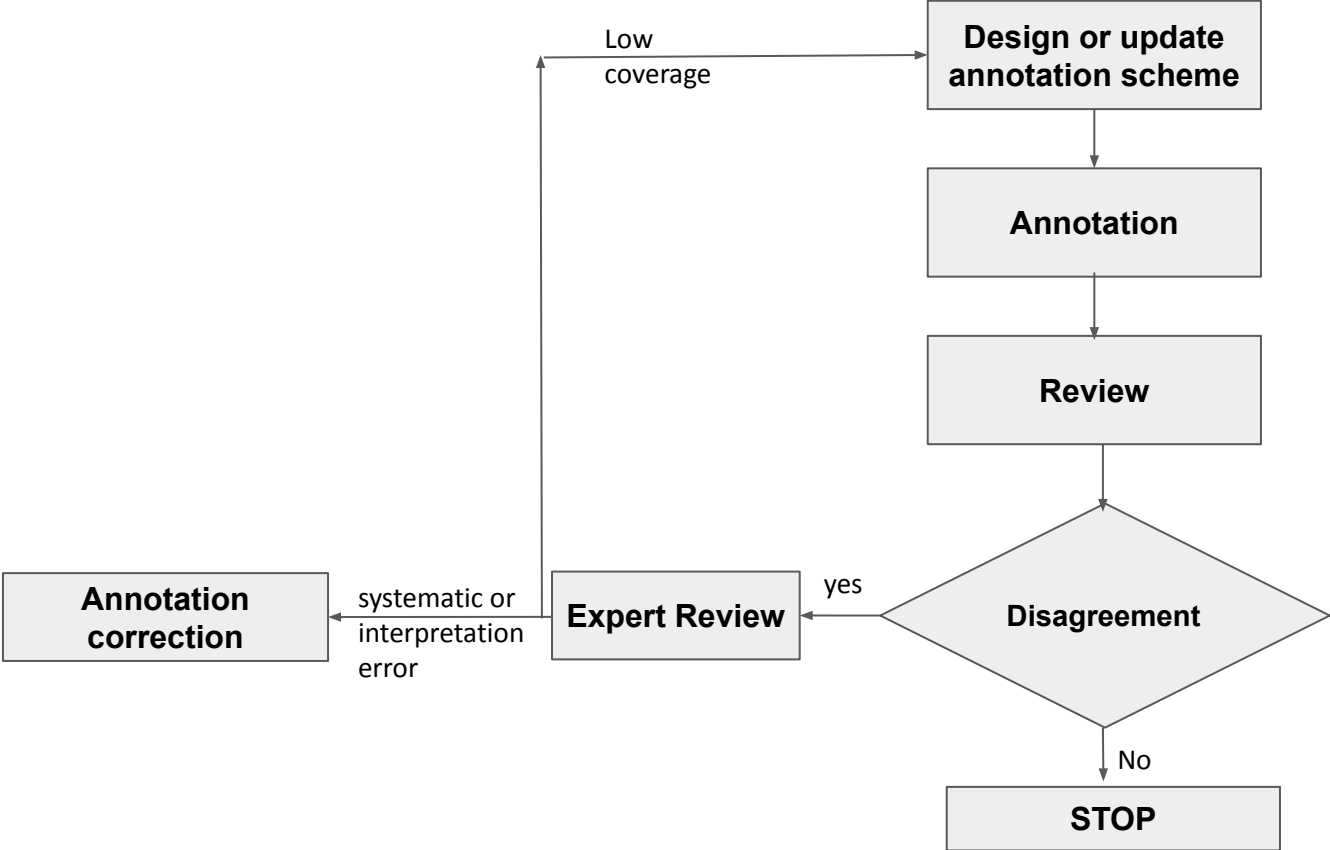 Low
coverage
Design or update
annotation scheme
Annotation
Review
Disagreement
yes
Expert Review
systematic or
interpretation
error
Annotation
correction
No
STOP